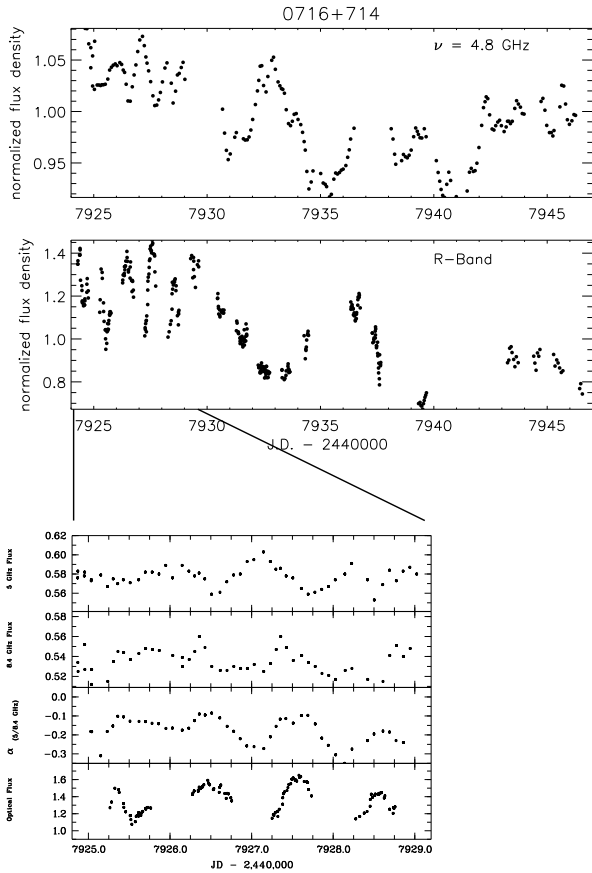 0716+714
normalized flux density
ν = 4.8 GHz
1.05
1.00
0.95
7925 7930 7935 7940 7945
normalized flux density
R-Band
1.4
1.2
1.0
0.8
7925 7930 7935 7940 7945
J.D. - 2440000
5 GHz Flux
0.62
0.60
0.58
0.56
0.54
8.4 GHz Flux
0.56
0.54
0.52
α (5/8.4 GHz)
0.0
-0.1
-0.2
-0.3
Optical Flux
1.6
1.4
1.2
1.0
7925.0 7926.0 7927.0 7928.0 7929.0
JD - 2,440,000